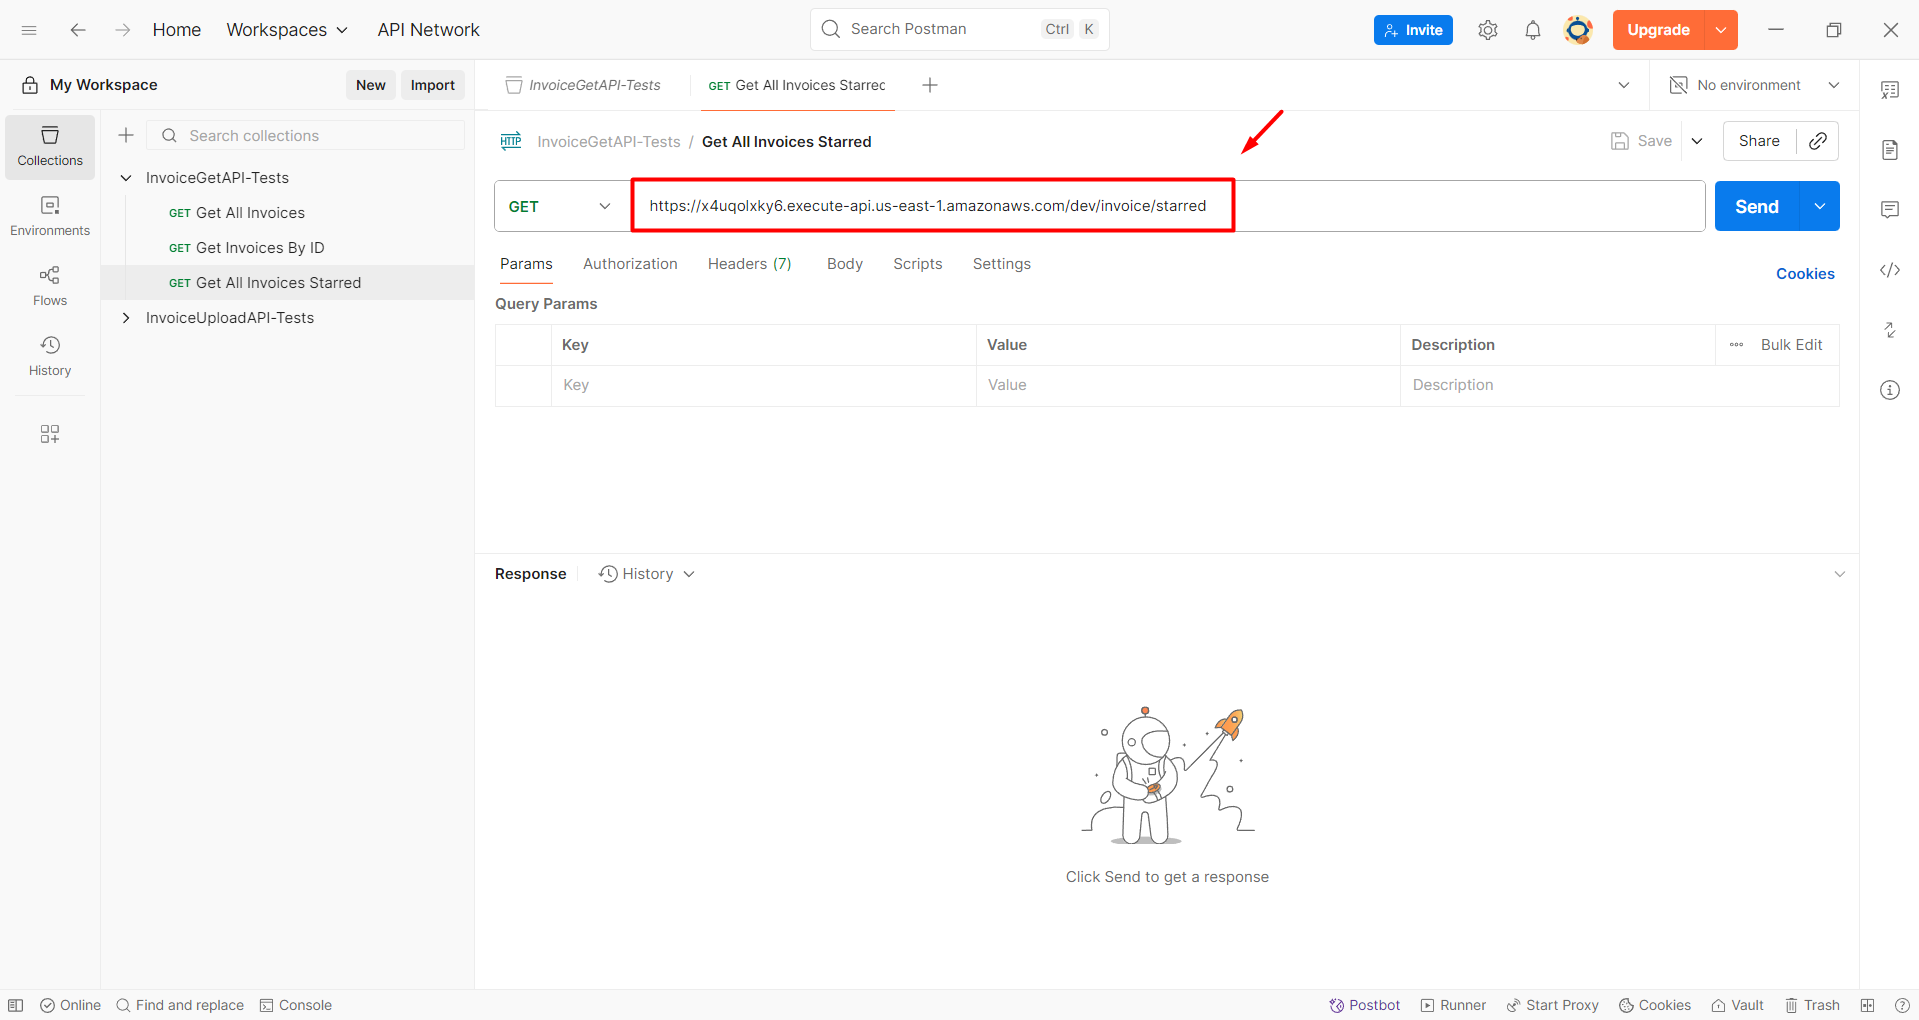 Home Workspaces API Network Search Postman Ctrl K Invite Upgrade
My Workspace New Import InvoiceGetAPI-Tests GET Get All Invoices Starred No environment
Collections
Search collections
HTTP InvoiceGetAPI-Tests / Get All Invoices Starred Save Share
InvoiceGetAPI-Tests
GET Get All Invoices
GET https://x4uqolxky6.execute-api.us-east-1.amazonaws.com/dev/invoice/starred Send
Environments
GET Get Invoices By ID
Params Authorization Headers (7) Body Scripts Settings Cookies
Flows
GET Get All Invoices Starred
Query Params
InvoiceUploadAPI-Tests
Key Value Description Bulk Edit
History
Key Value Description
Response History
Click Send to get a response
Online Find and replace Console Postbot Runner Start Proxy Cookies Vault Trash